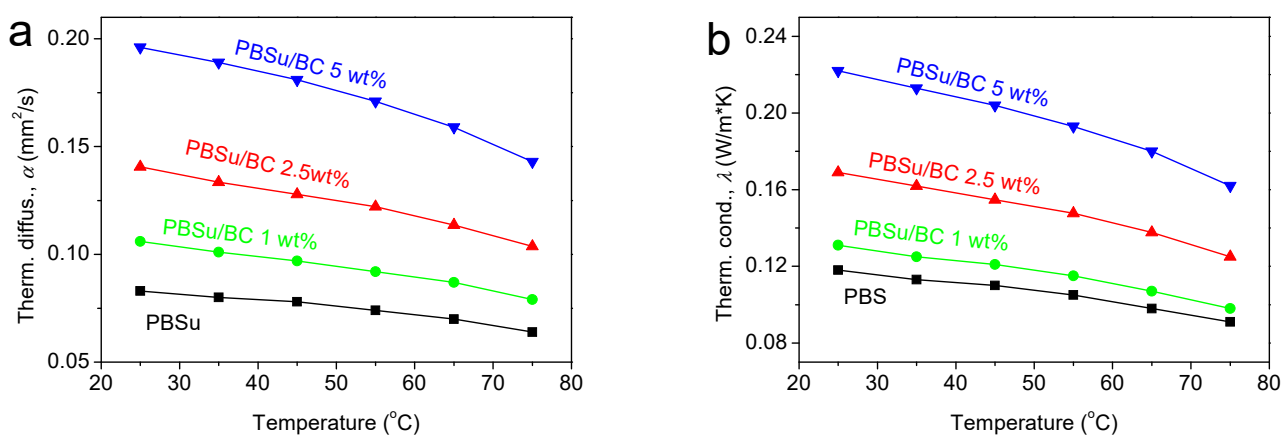 a
Therm. diffus., α (mm²/s)
0.20
0.15
0.10
0.05
PBSu/BC 5 wt%
PBSu/BC 2.5wt%
PBSu/BC 1 wt%
PBSu
20 30 40 50 60 70 80
Temperature (°C)
b
Therm. cond., λ (W/m*K)
0.24
0.20
0.16
0.12
0.08
PBSu/BC 5 wt%
PBSu/BC 2.5 wt%
PBSu/BC 1 wt%
PBS
20 30 40 50 60 70 80
Temperature (°C)